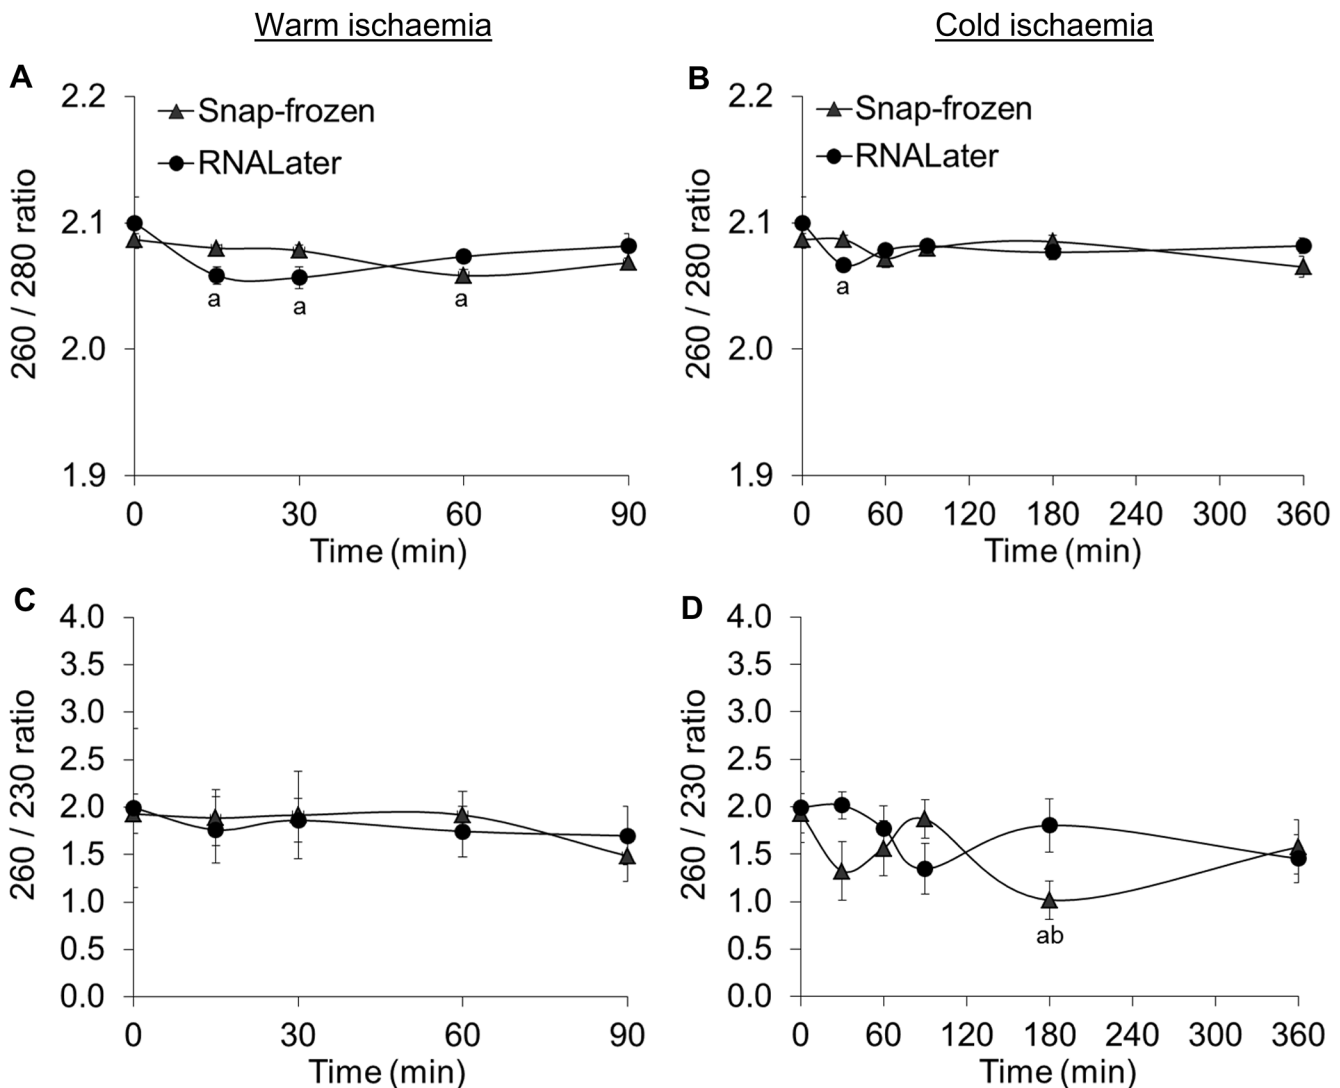 Warm ischaemia
Cold ischaemia
A
2.2
2.1
2.0
1.9
260 / 280 ratio
Snap-frozen
RNALater
a
a
a
0
30
60
90
Time (min)
B
2.2
2.1
2.0
1.9
260 / 280 ratio
Snap-frozen
RNALater
a
0
60
120
180
240
300
360
Time (min)
C
4.0
3.5
3.0
2.5
2.0
1.5
1.0
0.5
0.0
260 / 230 ratio
0
30
60
90
Time (min)
D
4.0
3.5
3.0
2.5
2.0
1.5
1.0
0.5
0.0
260 / 230 ratio
ab
0
60
120
180
240
300
360
Time (min)